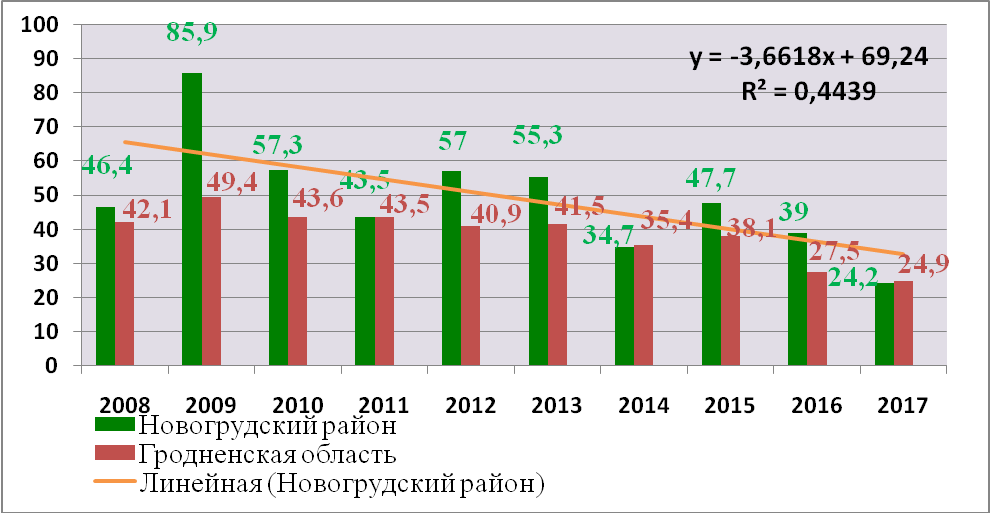 100
90
80
70
60
50
40
30
20
10
0
y = -3,6618x + 69,24
R² = 0,4439
46,4 85,9 57,3 43,5 57 55,3 34,7 47,7 39 24,2
42,1 49,4 43,6 43,5 40,9 41,5 35,4 38,1 27,5 24,9
2008 2009 2010 2011 2012 2013 2014 2015 2016 2017
Новогрудский район
Гродненская область
Линейная (Новогрудский район)